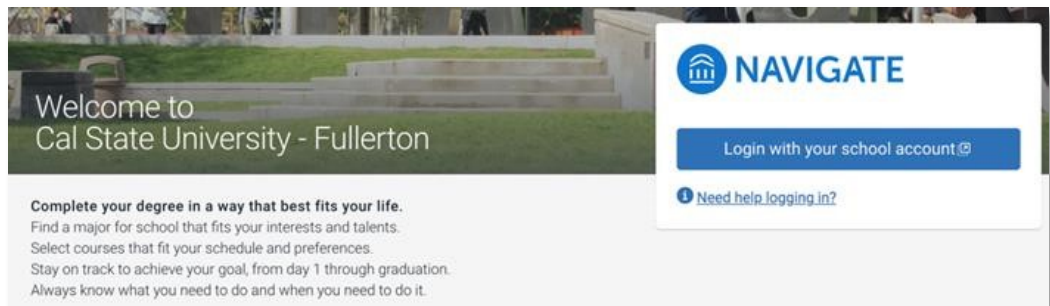 Welcome to
Cal State University - Fullerton
NAVIGATE
Login with your school account
Need help logging in?
Complete your degree in a way that best fits your life.
Find a major for school that fits your interests and talents.
Select courses that fit your schedule and preferences.
Stay on track to achieve your goal, from day 1 through graduation.
Always know what you need to do and when you need to do it.